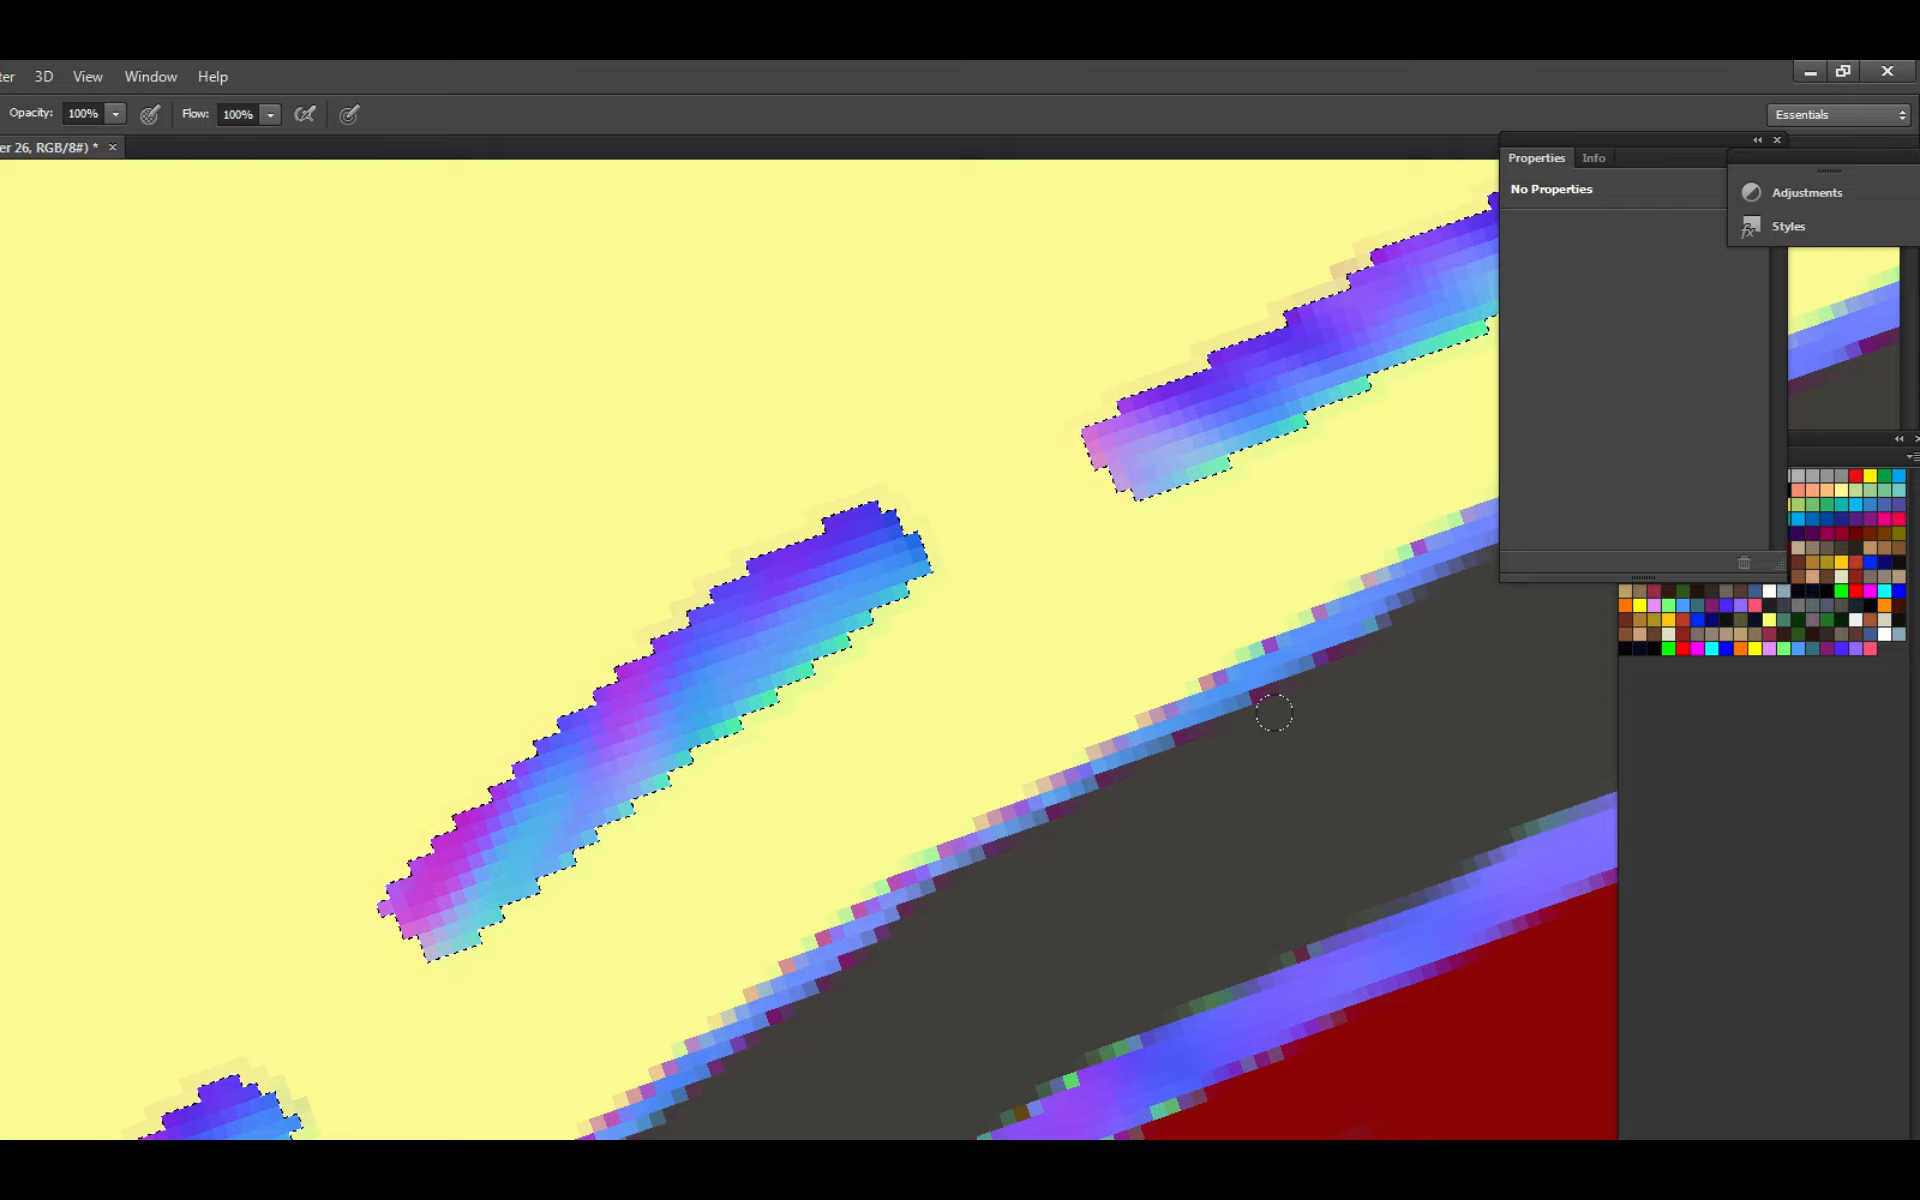 ter 3D View Window Help
Opacity: 100% Flow: 100% Essentials
er 26, RGB/8#) * ×
Properties Info
No Properties
Adjustments
Styles